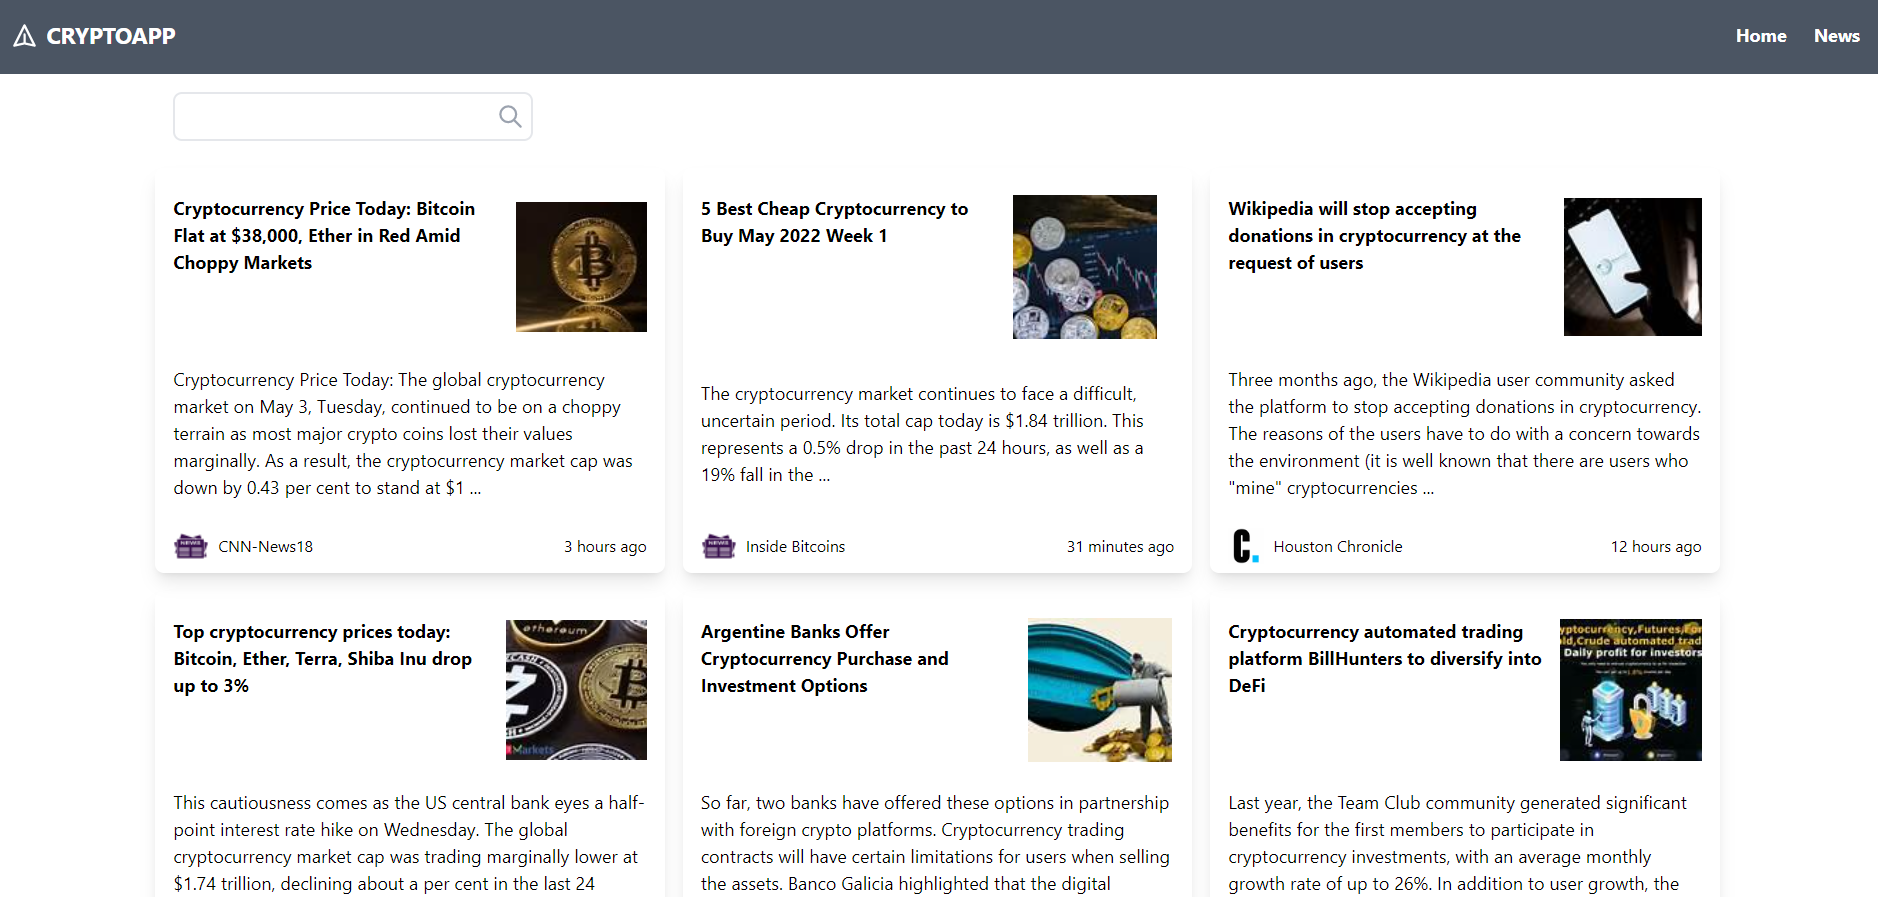 CRYPTOAPP
Home
News
Cryptocurrency Price Today: Bitcoin
Flat at $38,000, Ether in Red Amid
Choppy Markets
Cryptocurrency Price Today: The global cryptocurrency
market on May 3, Tuesday, continued to be on a choppy
terrain as most major crypto coins lost their values
marginally. As a result, the cryptocurrency market cap was
down by 0.43 per cent to stand at $1 ...
NEWS
CNN-News18
3 hours ago
5 Best Cheap Cryptocurrency to
Buy May 2022 Week 1
The cryptocurrency market continues to face a difficult,
uncertain period. Its total cap today is $1.84 trillion. This
represents a 0.5% drop in the past 24 hours, as well as a
19% fall in the ...
NEWS
Inside Bitcoins
31 minutes ago
Wikipedia will stop accepting
donations in cryptocurrency at the
request of users
Three months ago, the Wikipedia user community asked
the platform to stop accepting donations in cryptocurrency.
The reasons of the users have to do with a concern towards
the environment (it is well known that there are users who
"mine" cryptocurrencies ...
C.
Houston Chronicle
12 hours ago
Top cryptocurrency prices today:
Bitcoin, Ether, Terra, Shiba Inu drop
up to 3%
ethereum
Markets
This cautiousness comes as the US central bank eyes a half-
point interest rate hike on Wednesday. The global
cryptocurrency market cap was trading marginally lower at
$1.74 trillion, declining about a per cent in the last 24
Argentine Banks Offer
Cryptocurrency Purchase and
Investment Options
So far, two banks have offered these options in partnership
with foreign crypto platforms. Cryptocurrency trading
contracts will have certain limitations for users when selling
the assets. Banco Galicia highlighted that the digital
Cryptocurrency automated trading
platform BillHunters to diversify into
DeFi
yptocurrency,Futures,For
ld,Crude automated trad
Daily profit for investors
Last year, the Team Club community generated significant
benefits for the first members to participate in
cryptocurrency investments, with an average monthly
growth rate of up to 26%. In addition to user growth, the